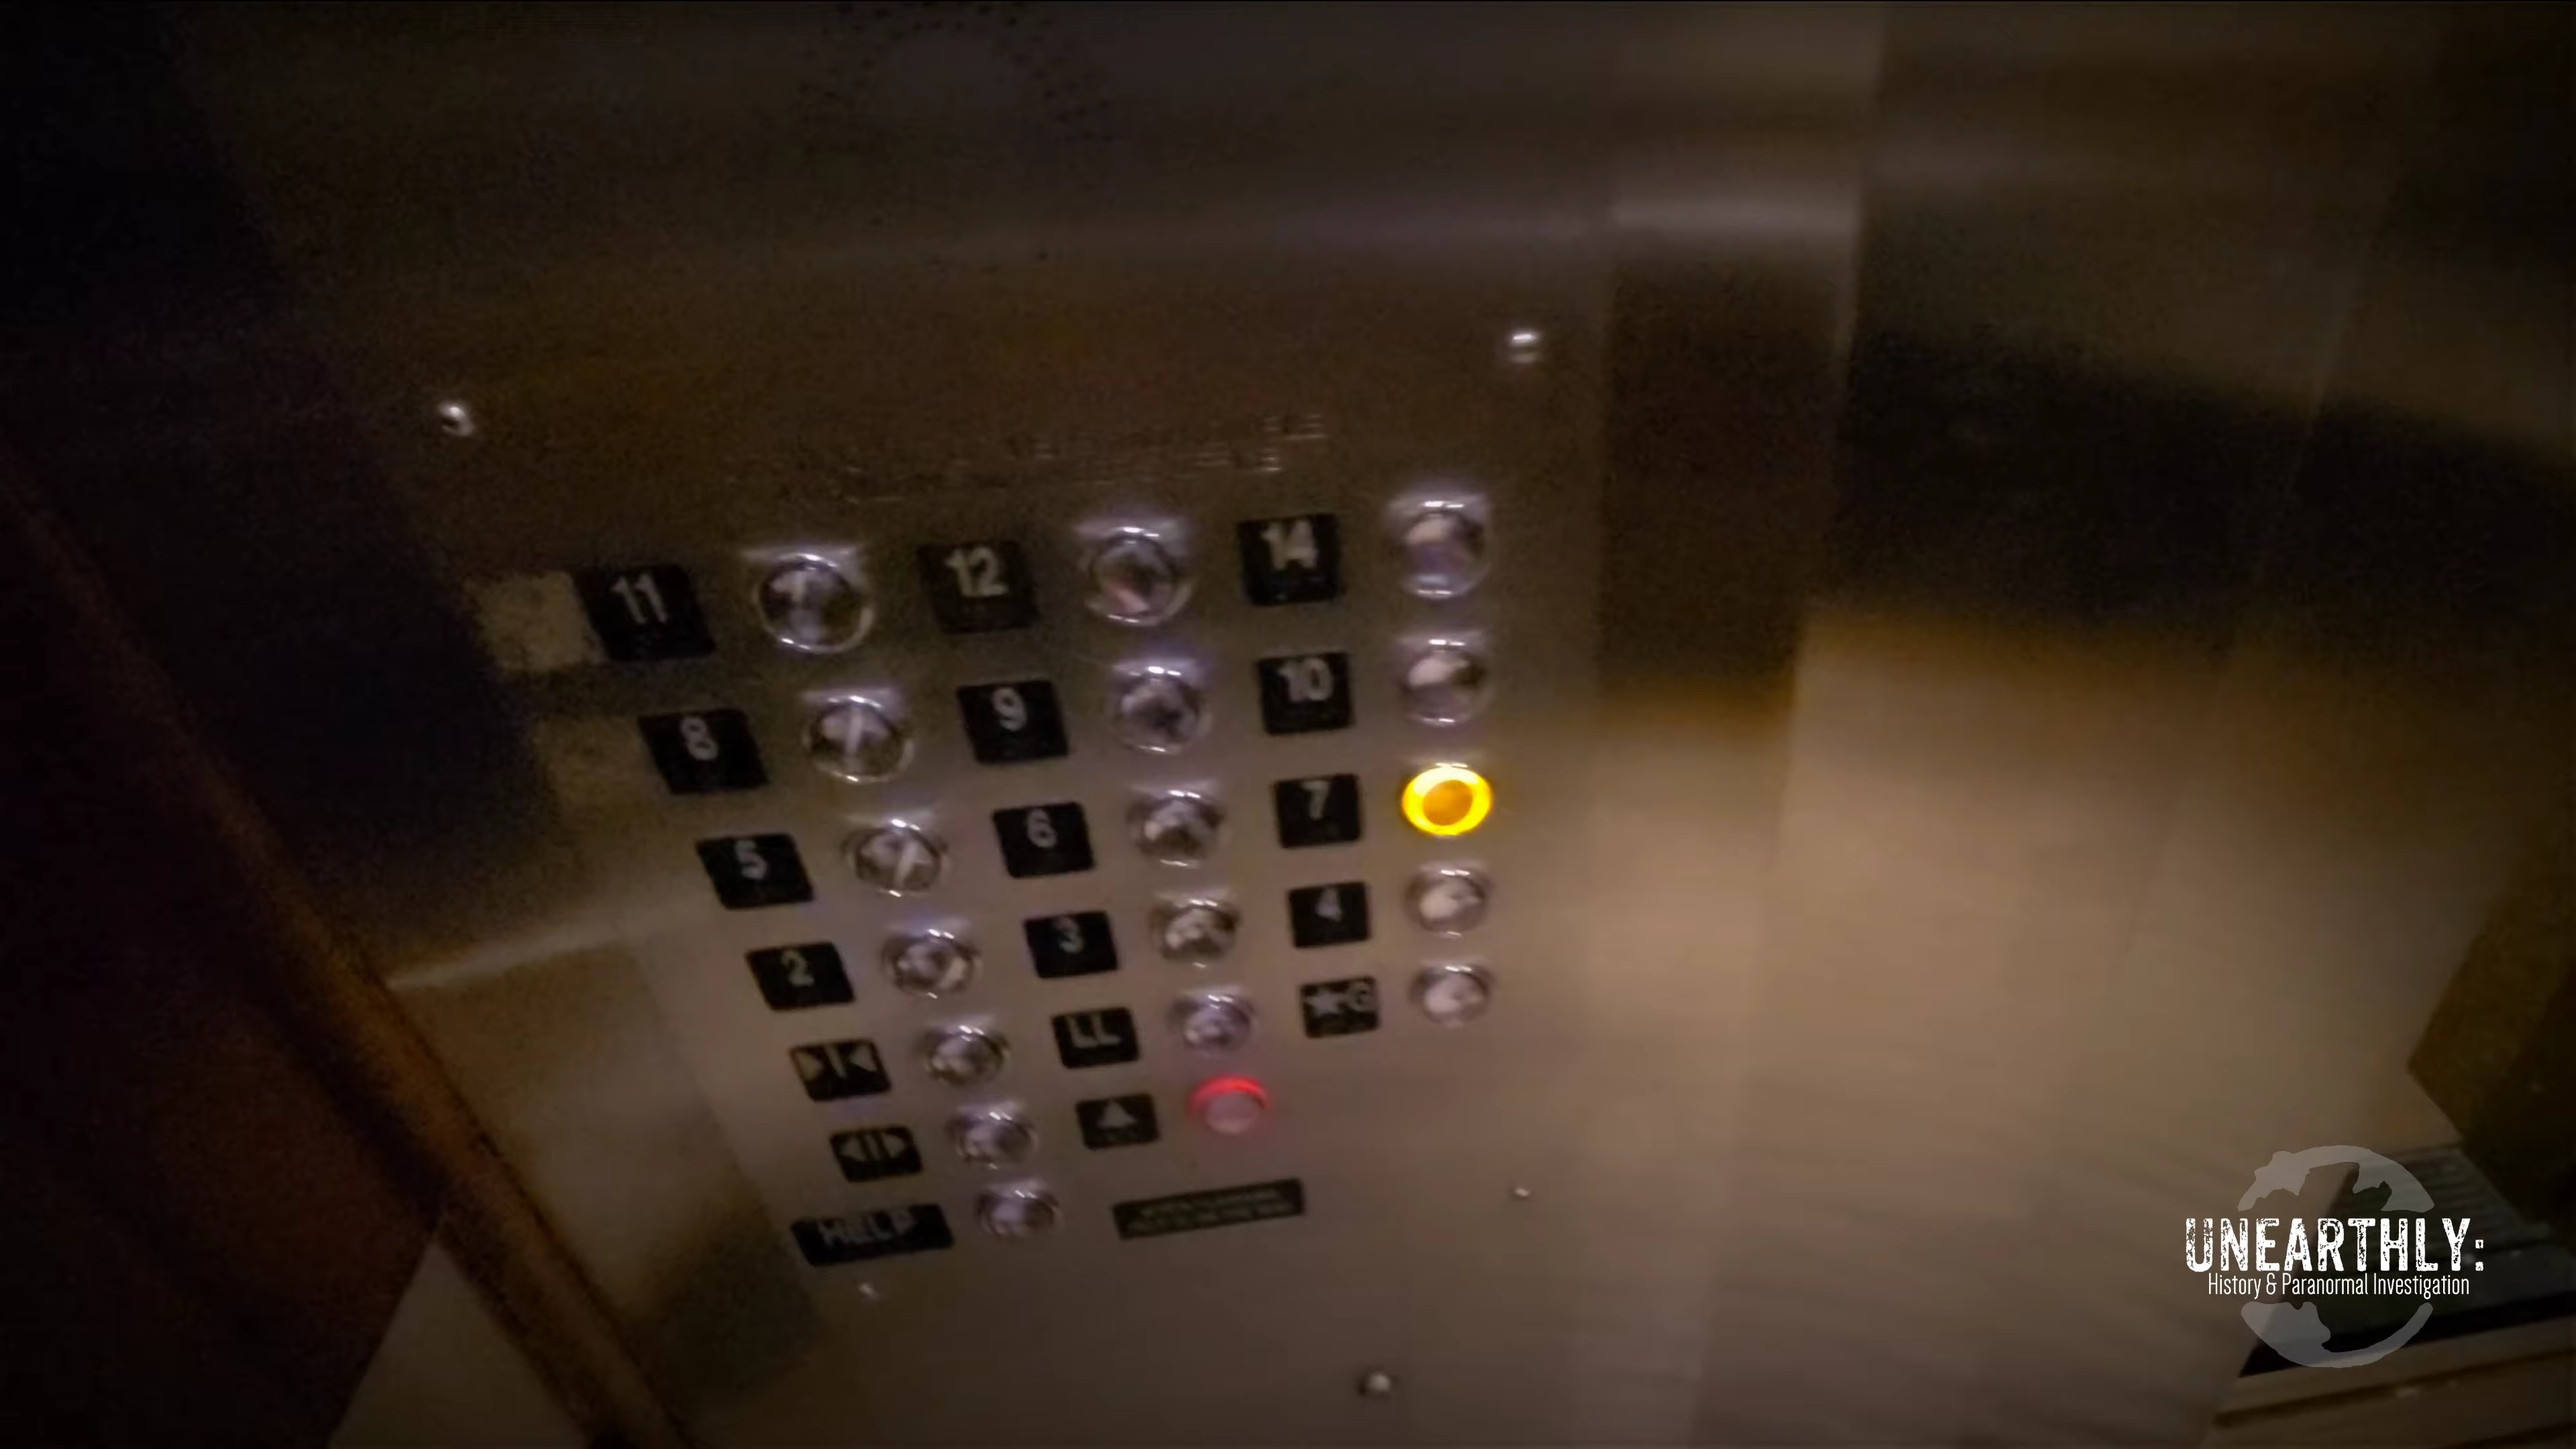 11 12 14
8 9 10
5 6 7
2 3 4
LL ★G
HELP
UNEARTHLY:
History & Paranormal Investigation